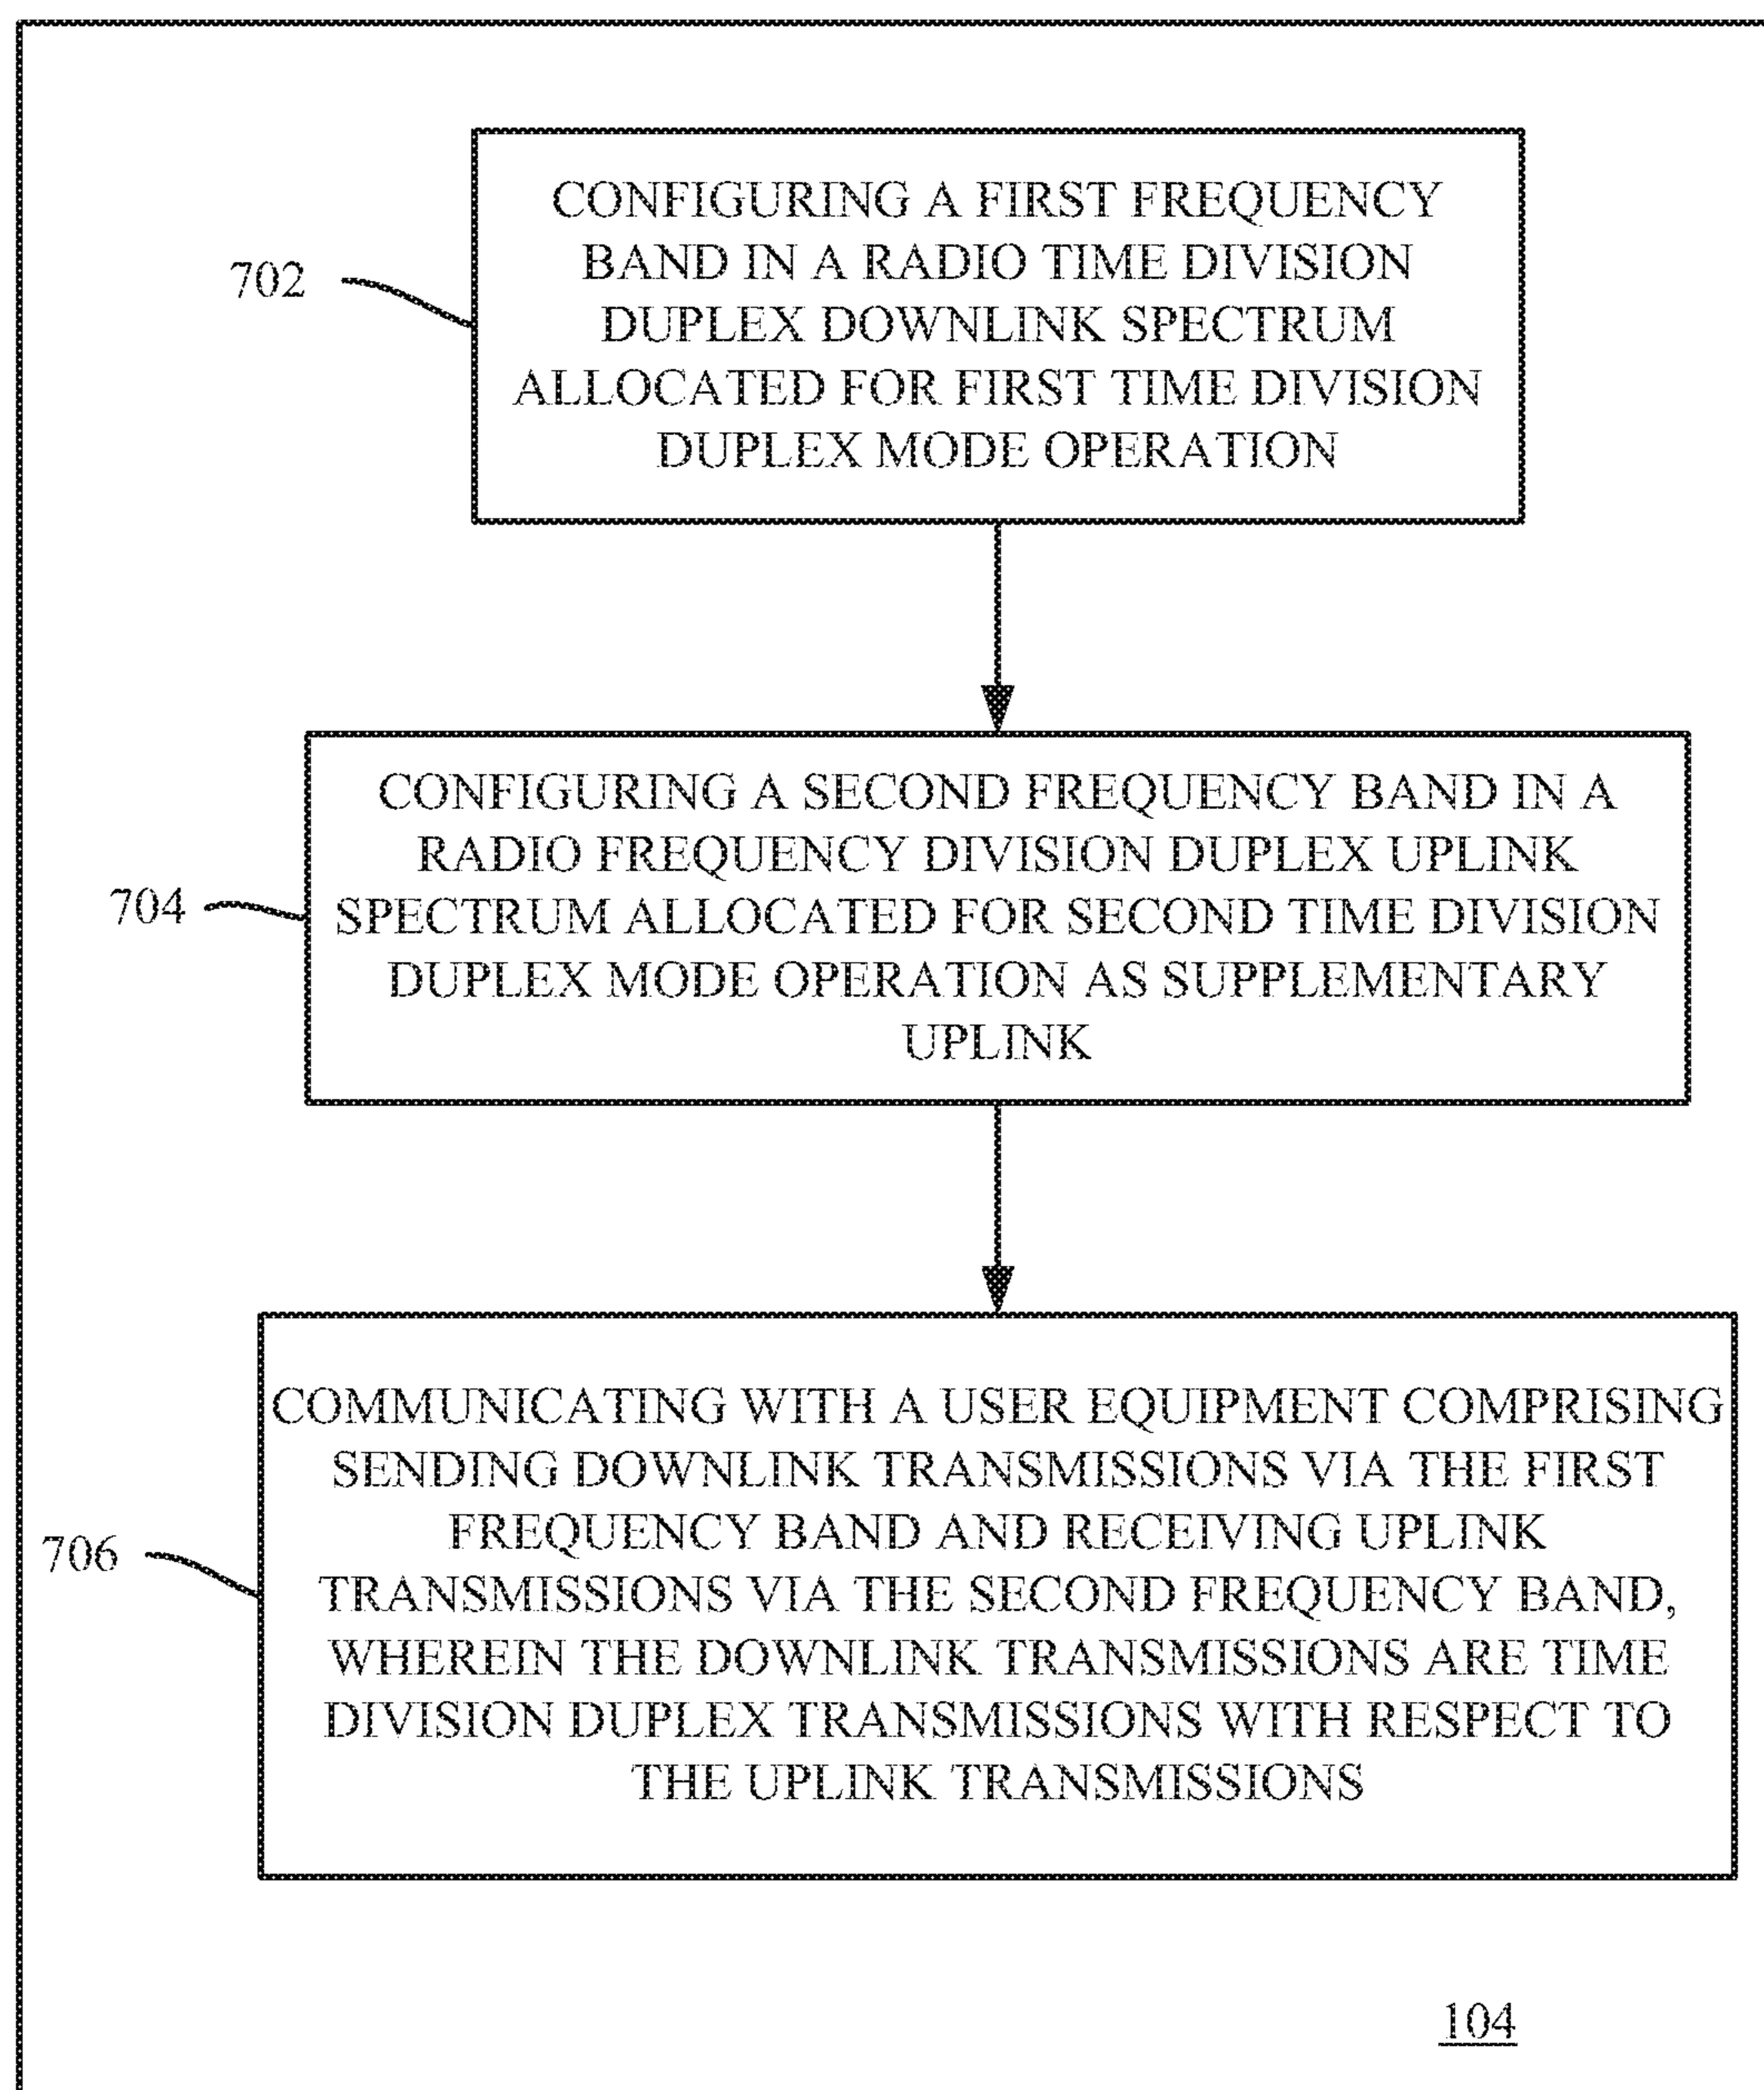 702
CONFIGURING A FIRST FREQUENCY
BAND IN A RADIO TIME DIVISION
DUPLEX DOWNLINK SPECTRUM
ALLOCATED FOR FIRST TIME DIVISION
DUPLEX MODE OPERATION
704
CONFIGURING A SECOND FREQUENCY BAND IN A
RADIO FREQUENCY DIVISION DUPLEX UPLINK
SPECTRUM ALLOCATED FOR SECOND TIME DIVISION
DUPLEX MODE OPERATION AS SUPPLEMENTARY
UPLINK
706
COMMUNICATING WITH A USER EQUIPMENT COMPRISING
SENDING DOWNLINK TRANSMISSIONS VIA THE FIRST
FREQUENCY BAND AND RECEIVING UPLINK
TRANSMISSIONS VIA THE SECOND FREQUENCY BAND,
WHEREIN THE DOWNLINK TRANSMISSIONS ARE TIME
DIVISION DUPLEX TRANSMISSIONS WITH RESPECT TO
THE UPLINK TRANSMISSIONS
104